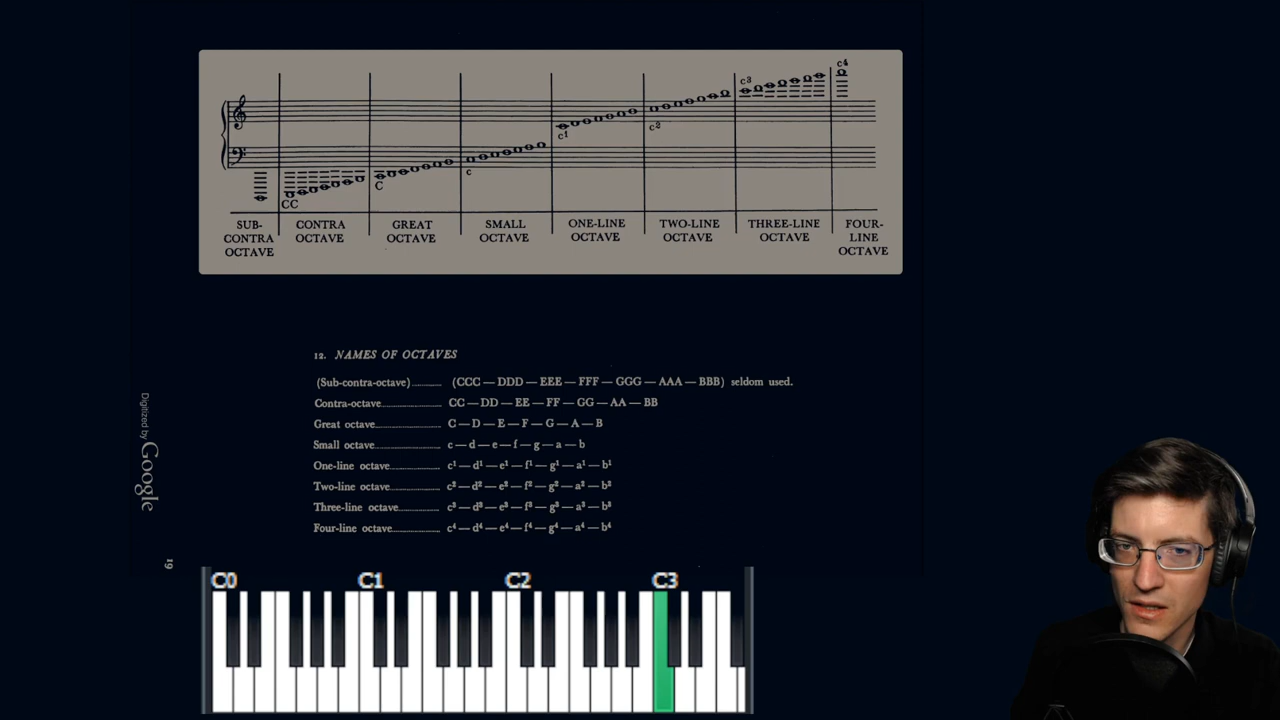 c4
c3
c1
c2
c
C
CC
SUB-
CONTRA
OCTAVE
CONTRA
OCTAVE
GREAT
OCTAVE
SMALL
OCTAVE
ONE-LINE
OCTAVE
TWO-LINE
OCTAVE
THREE-LINE
OCTAVE
FOUR-
LINE
OCTAVE
12. NAMES OF OCTAVES
(Sub-contra-octave)............ (CCC — DDD — EEE — FFF — GGG — AAA — BBB) seldom used.
Contra-octave........................ CC — DD — EE — FF — GG — AA — BB
Great octave.......................... C — D — E — F — G — A — B
Small octave.......................... c — d — e — f — g — a — b
One-line octave.................... c¹ — d¹ — e¹ — f¹ — g¹ — a¹ — b¹
Two-line octave.................... c² — d² — e² — f² — g² — a² — b²
Three-line octave................. c³ — d³ — e³ — f³ — g³ — a³ — b³
Four-line octave................... c⁴ — d⁴ — e⁴ — f⁴ — g⁴ — a⁴ — b⁴
Digitized by Google
19
C0 C1 C2 C3